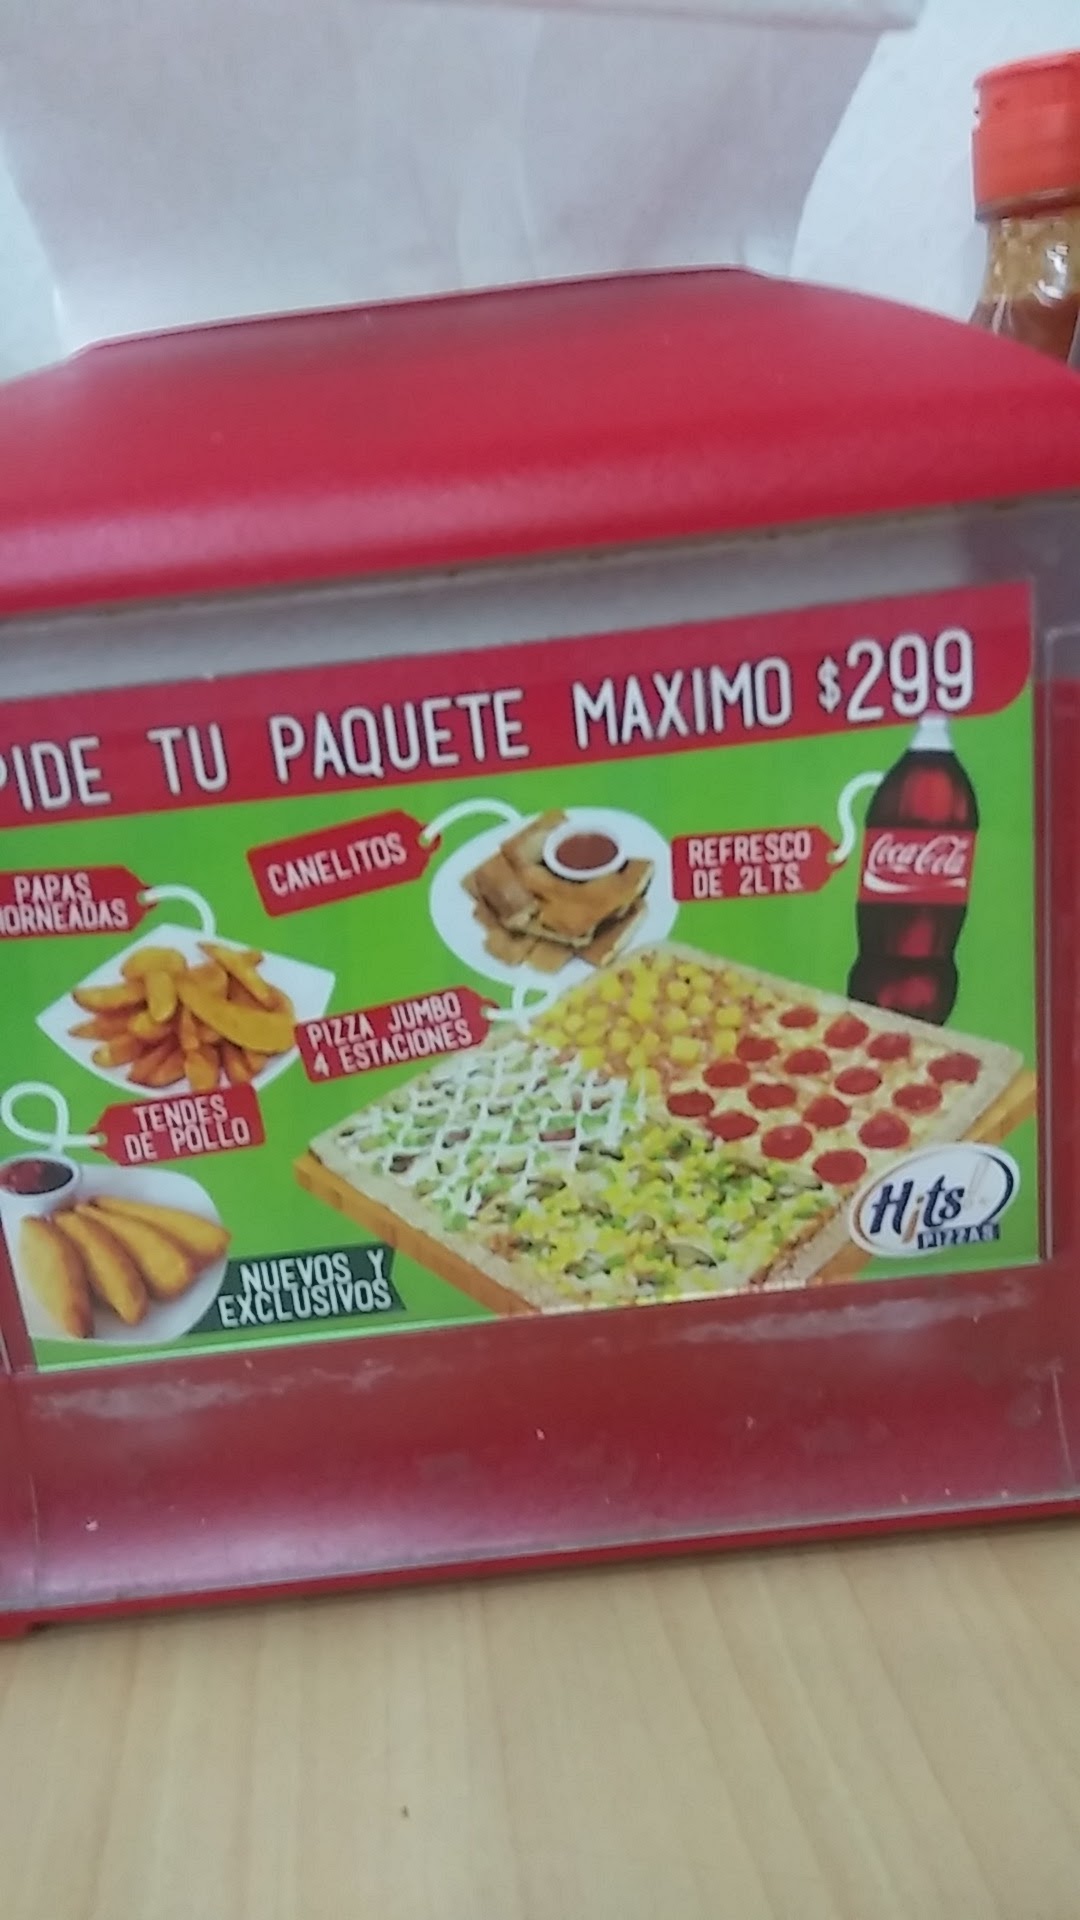 PIDE TU PAQUETE MAXIMO $299
CANELITOS
REFRESCO
DE 2LTS.
Coca-Cola
PAPAS
HORNEADAS
PIZZA JUMBO
4 ESTACIONES
TENDES
DE POLLO
NUEVOS Y
EXCLUSIVOS
Hits
PIZZAS